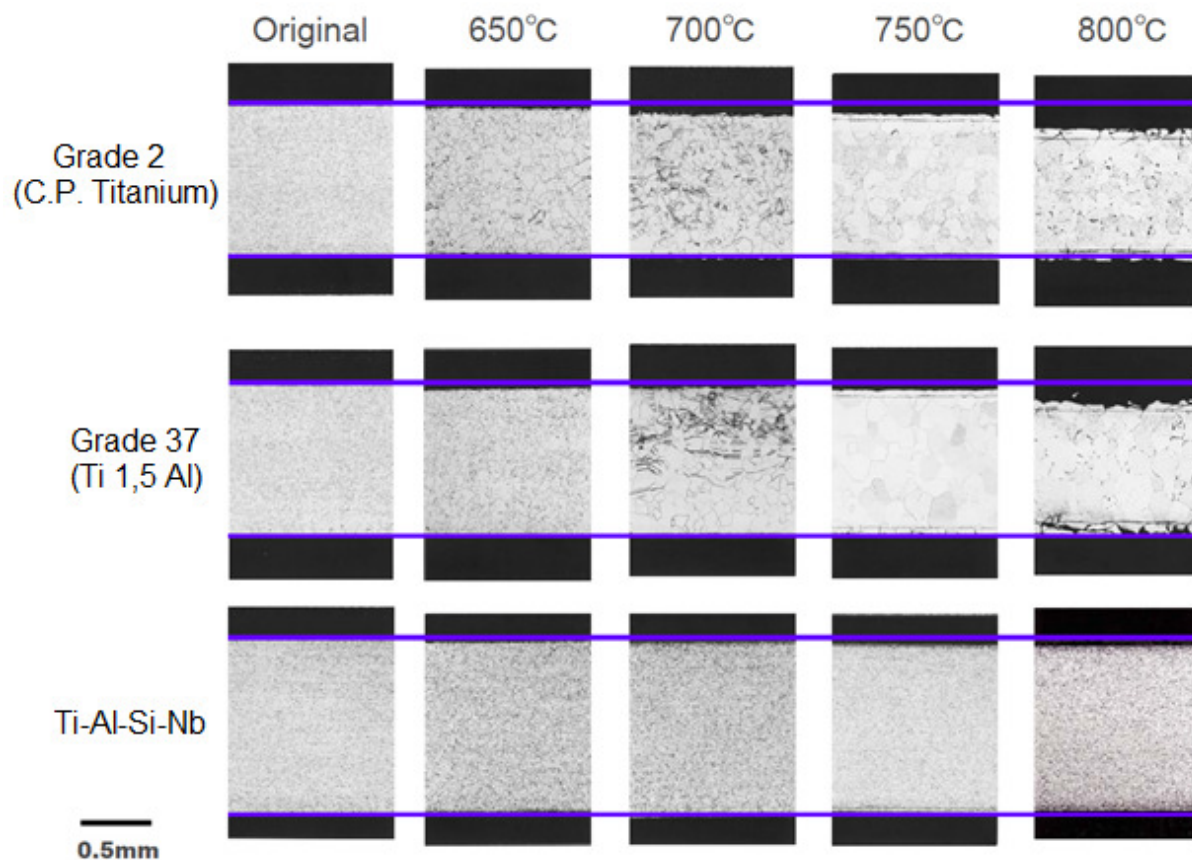 Original 650℃ 700℃ 750℃ 800℃
Grade 2
(C.P. Titanium)
Grade 37
(Ti 1,5 Al)
Ti-Al-Si-Nb
0.5mm